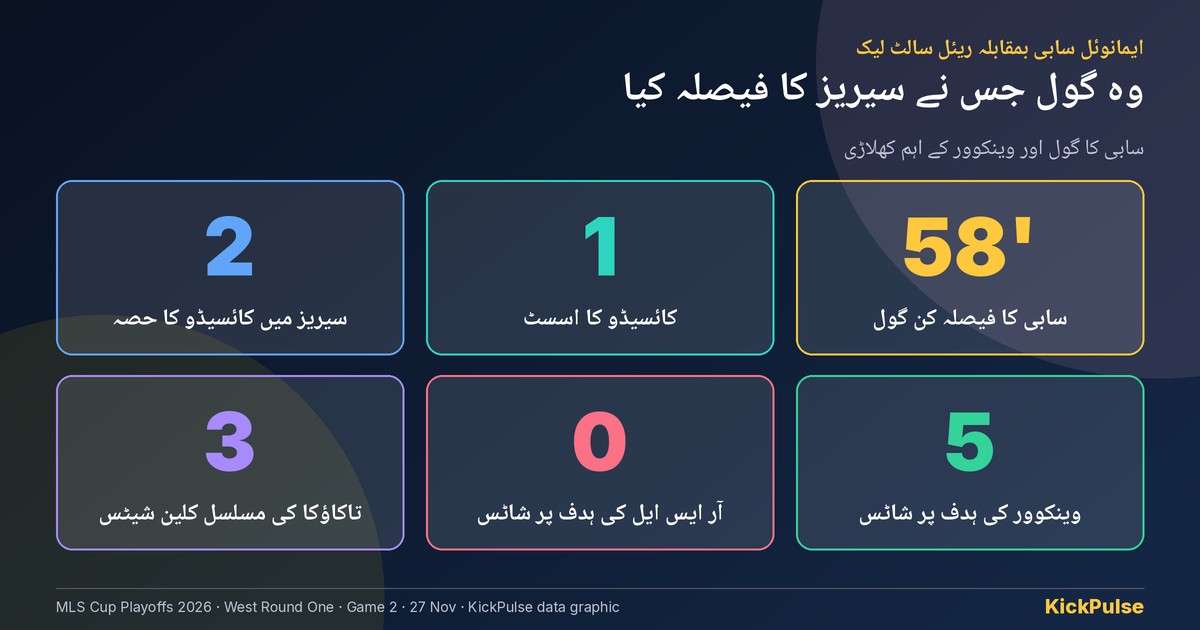 ایمانوئل سابی بمقابلہ ریئل سالٹ لیک
وہ گول جس نے سیریز کا فیصلہ کیا
سابی کا گول اور وینکوور کے اہم کھلاڑی
58'
سابی کا فیصلہ کن گول
1
کائسیڈو کا اسسٹ
2
سیریز میں کائسیڈو کا حصہ
5
وینکوور کی ہدف پر شاٹس
0
آر ایس ایل کی ہدف پر شاٹس
3
تاکاؤکا کی مسلسل کلین شیٹس
MLS Cup Playoffs 2026 · West Round One · Game 2 · 27 Nov · KickPulse data graphic
KickPulse